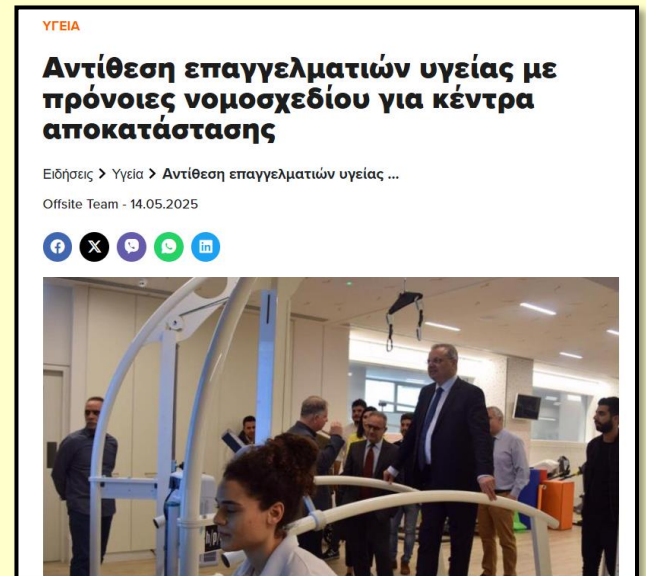 ΥΓΕΙΑ
Αντίθεση επαγγελματιών υγείας με
πρόνοιες νομοσχεδίου για κέντρα
αποκατάστασης
Ειδήσεις > Υγεία > Αντίθεση επαγγελματιών υγείας ...
Offsite Team - 14.05.2025